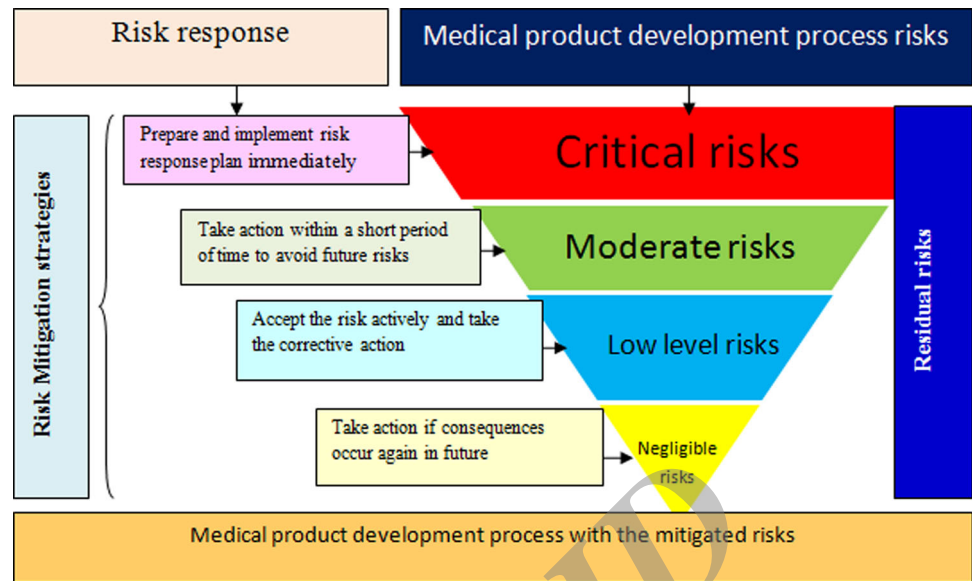 Risk response
Medical product development process risks
Risk Mitigation strategies
Prepare and implement risk
response plan immediately
Critical risks
Take action within a short period
of time to avoid future risks
Moderate risks
Accept the risk actively and take
the corrective action
Low level risks
Take action if consequences
occur again in future
Negligible
risks
Residual risks
Medical product development process with the mitigated risks